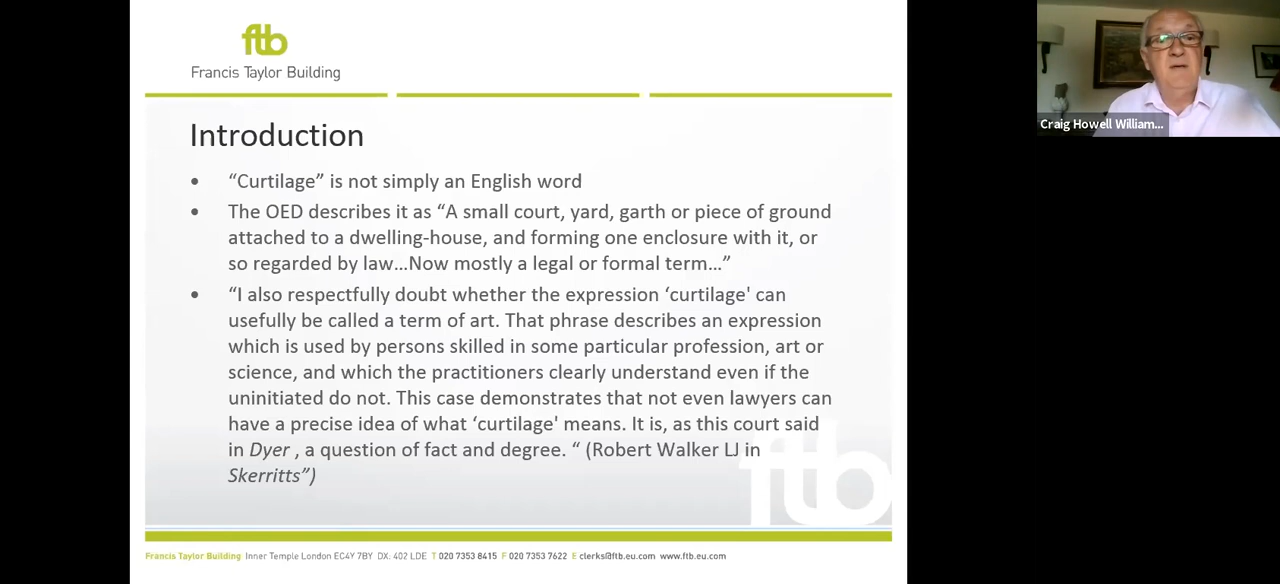 ftb
Francis Taylor Building
Introduction
• “Curtilage” is not simply an English word
• The OED describes it as “A small court, yard, garth or piece of ground
attached to a dwelling-house, and forming one enclosure with it, or
so regarded by law…Now mostly a legal or formal term…”
• “I also respectfully doubt whether the expression ‘curtilage' can
usefully be called a term of art. That phrase describes an expression
which is used by persons skilled in some particular profession, art or
science, and which the practitioners clearly understand even if the
uninitiated do not. This case demonstrates that not even lawyers can
have a precise idea of what ‘curtilage' means. It is, as this court said
in Dyer , a question of fact and degree. “ (Robert Walker LJ in
Skerritts”)
ftb
Francis Taylor Building Inner Temple London EC4Y 7BY DX: 402 LDE T 020 7353 8415 F 020 7353 7622 E clerks@ftb.eu.com www.ftb.eu.com
Craig Howell William...